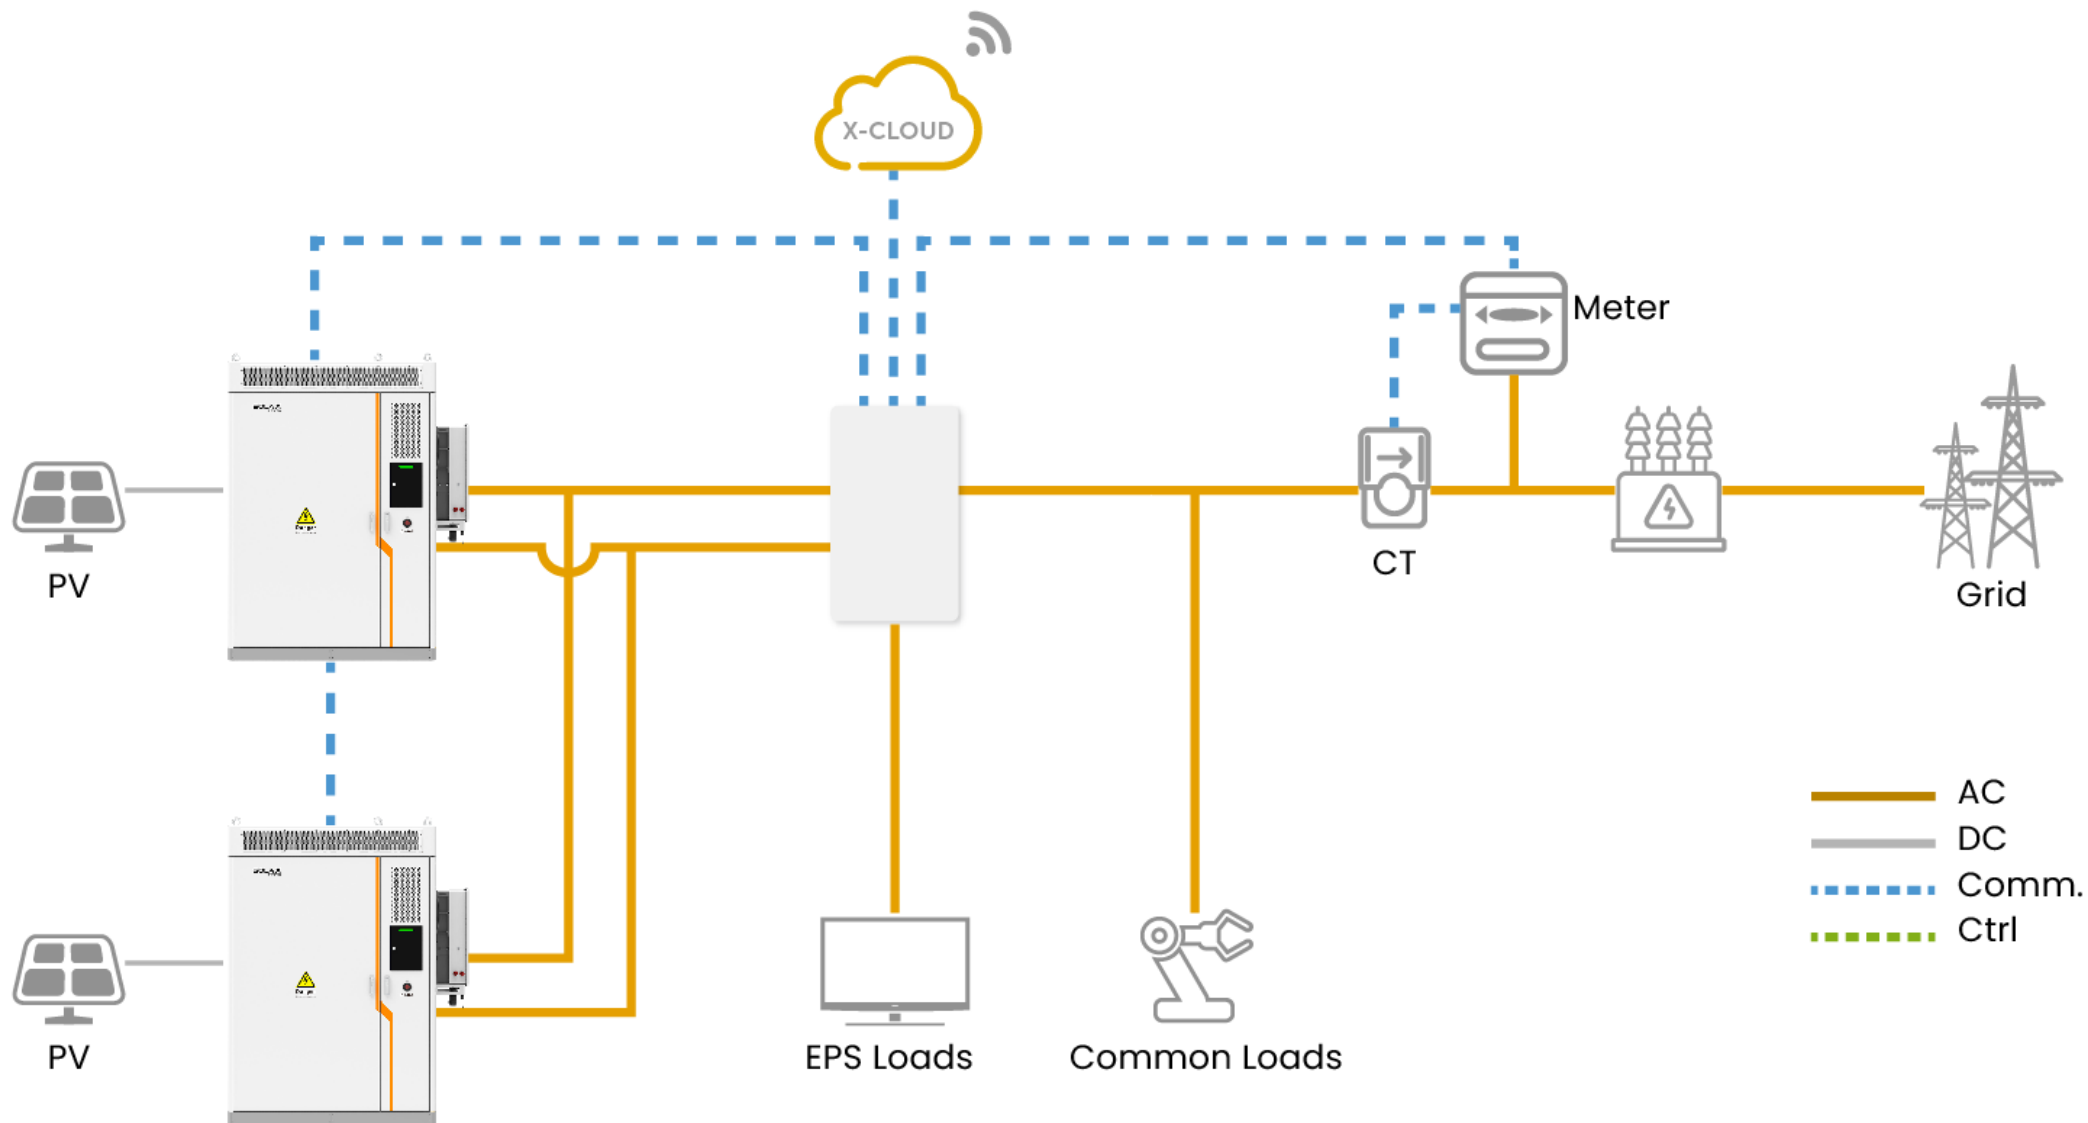 X-CLOUD
Meter
CT
PV
Grid
AC
DC
Comm.
Ctrl
PV
EPS Loads
Common Loads